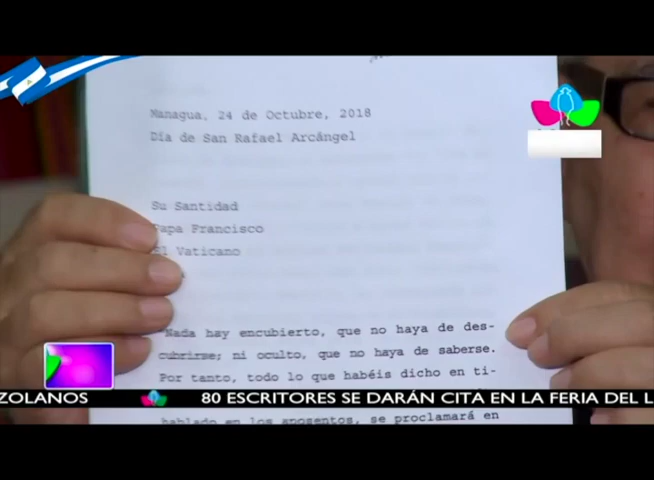 Managua, 24 de Octubre, 2018
Día de San Rafael Arcángel
Su Santidad
Papa Francisco
El Vaticano
"Nada hay encubierto, que no haya de des-
cubrirse; ni oculto, que no haya de saberse.
Por tanto, todo lo que habéis dicho en ti-
ZOLANOS
80 ESCRITORES SE DARÁN CITA EN LA FERIA DEL L
hablado en los aposentos, se proclamará en